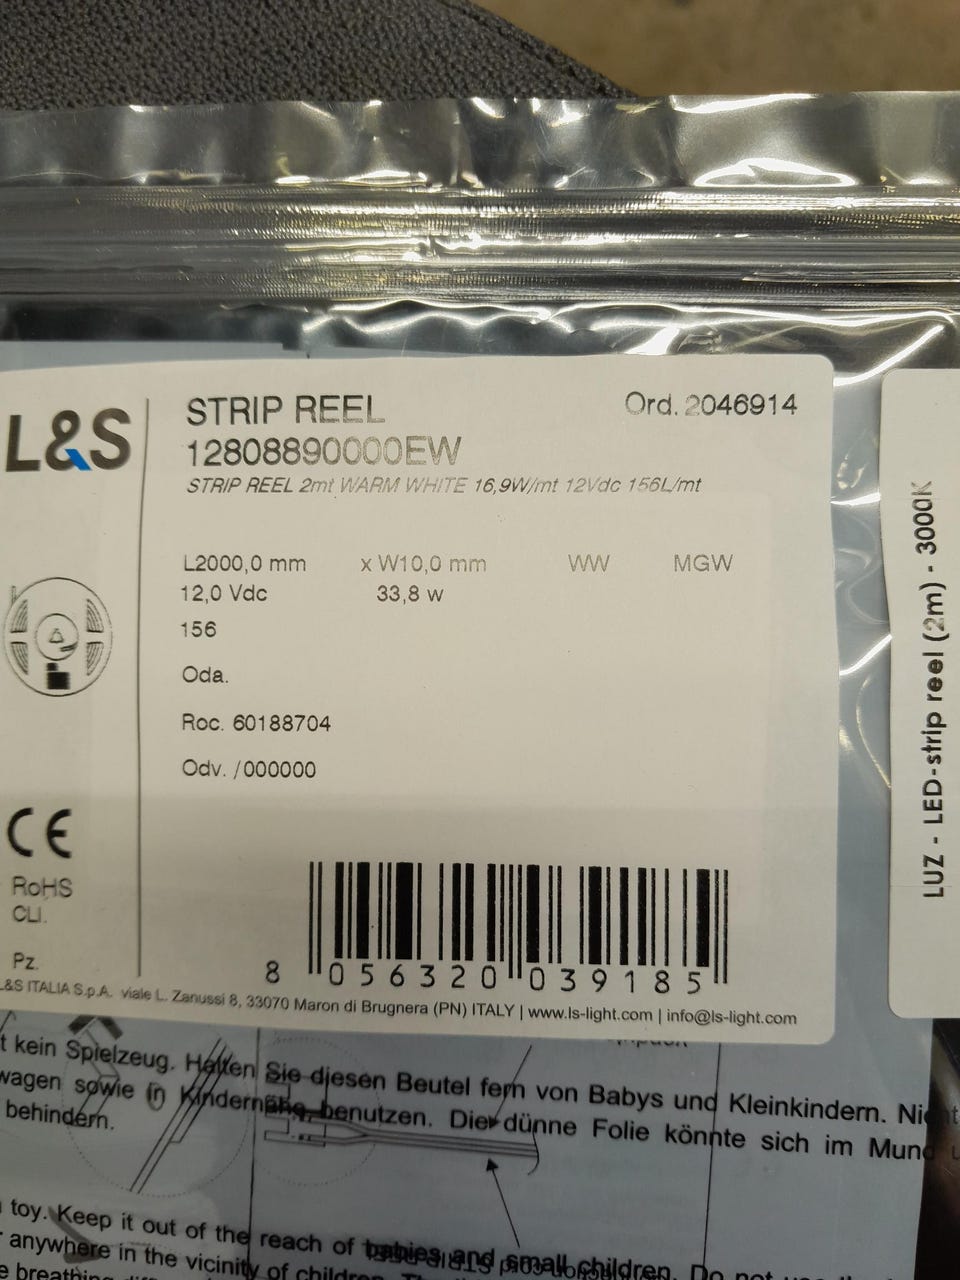 L&S
STRIP REEL
Ord. 2046914
12808890000EW
STRIP REEL 2mt WARM WHITE 16,9W/mt 12Vdc 156L/mt
L2000,0 mm x W10,0 mm WW MGW
12,0 Vdc 33,8 w
156
Oda.
Roc. 60188704
Odv. /000000
CE
RoHS
CLI.
Pz.
8 056320 039185
L&S ITALIA S.p.A. viale L. Zanussi 8, 33070 Maron di Brugnera (PN) ITALY | www.ls-light.com | info@ls-light.com
LUZ - LED-strip reel (2m) - 3000K
t kein Spielzeug. Halten Sie diesen Beutel fern von Babys und Kleinkindern. Nicht
wagen sowie in Kindernähe benutzen. Die dünne Folie könnte sich im Mund u
behindern.
toy. Keep it out of the reach of babies and small children. Do not
anywhere in the vicinity of children.
e breathing